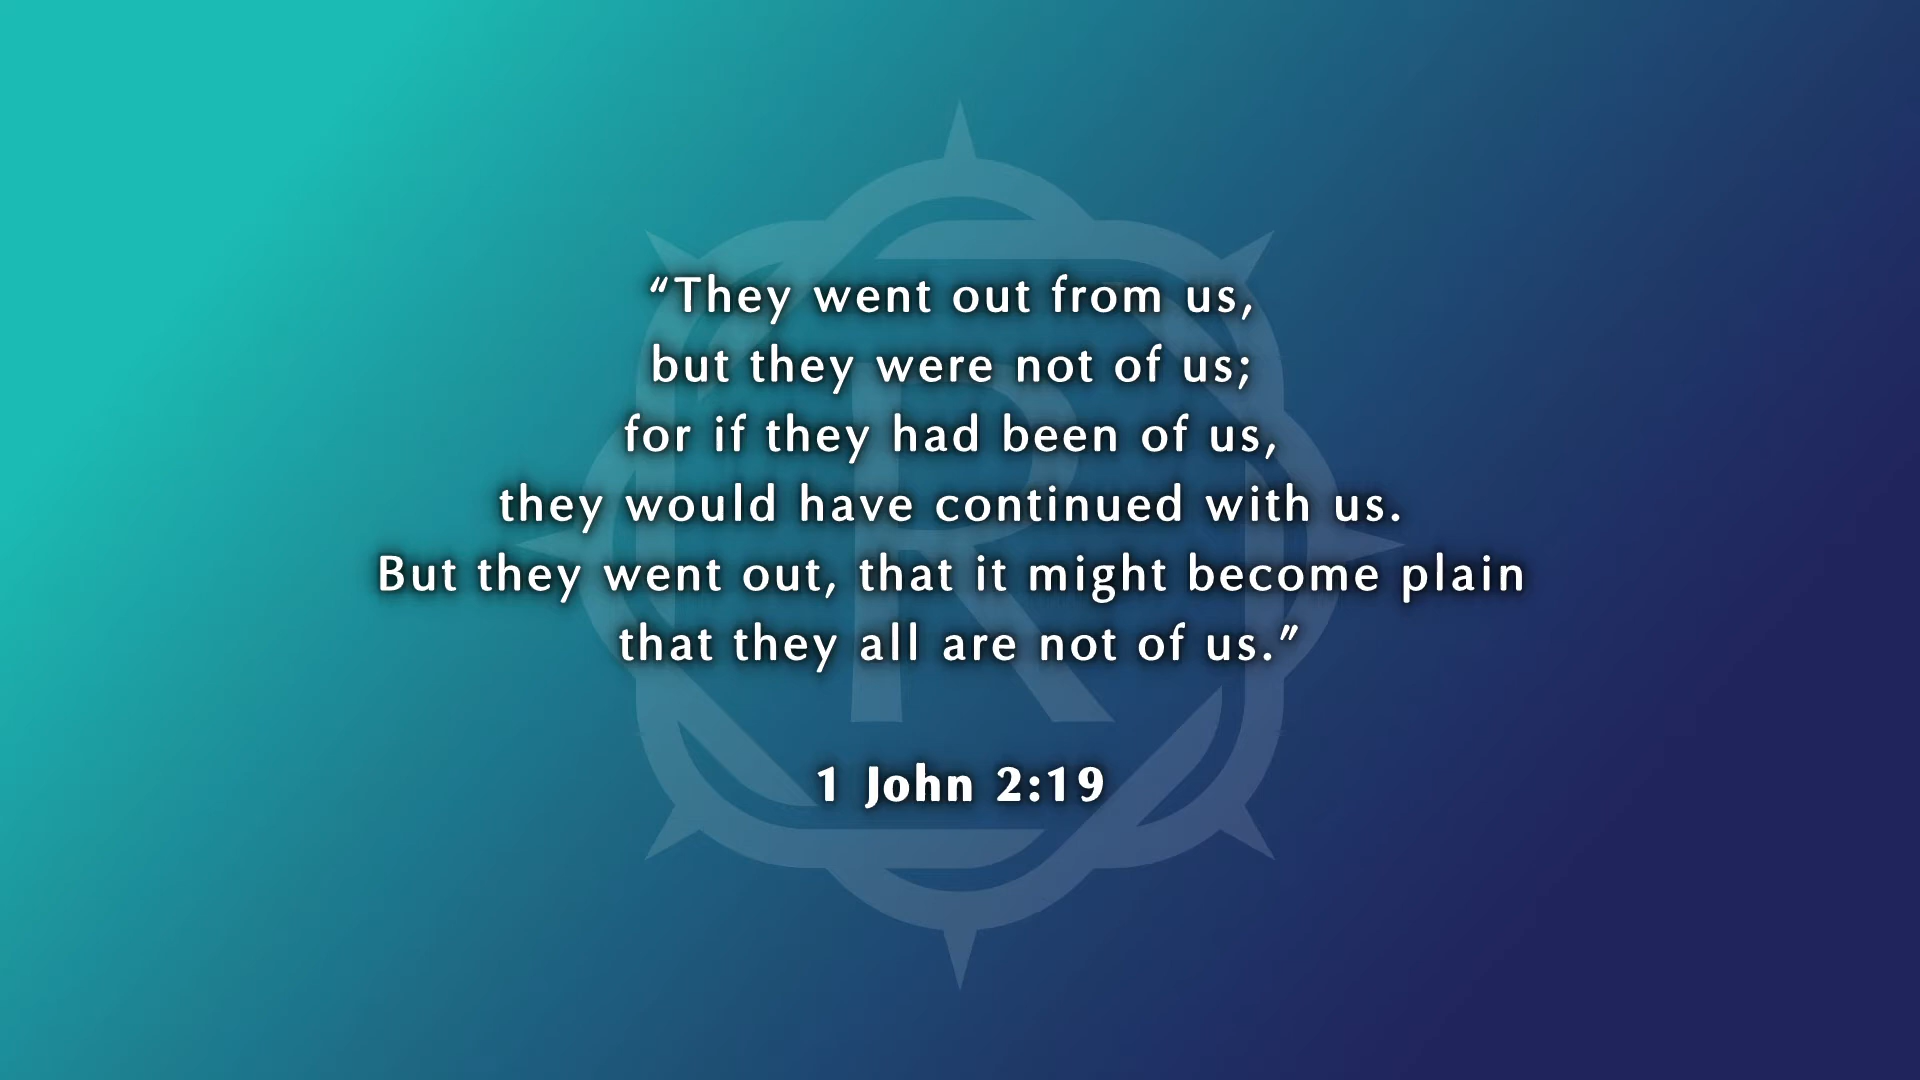 “They went out from us,
but they were not of us;
for if they had been of us,
they would have continued with us.
But they went out, that it might become plain
that they all are not of us.”
1 John 2:19
R